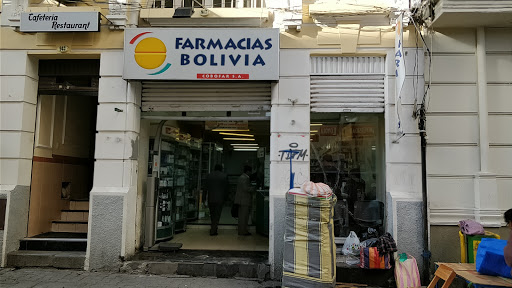 Cafeteria
Restaurant
FARMACIAS
BOLIVIA
COBOFAR S.A.